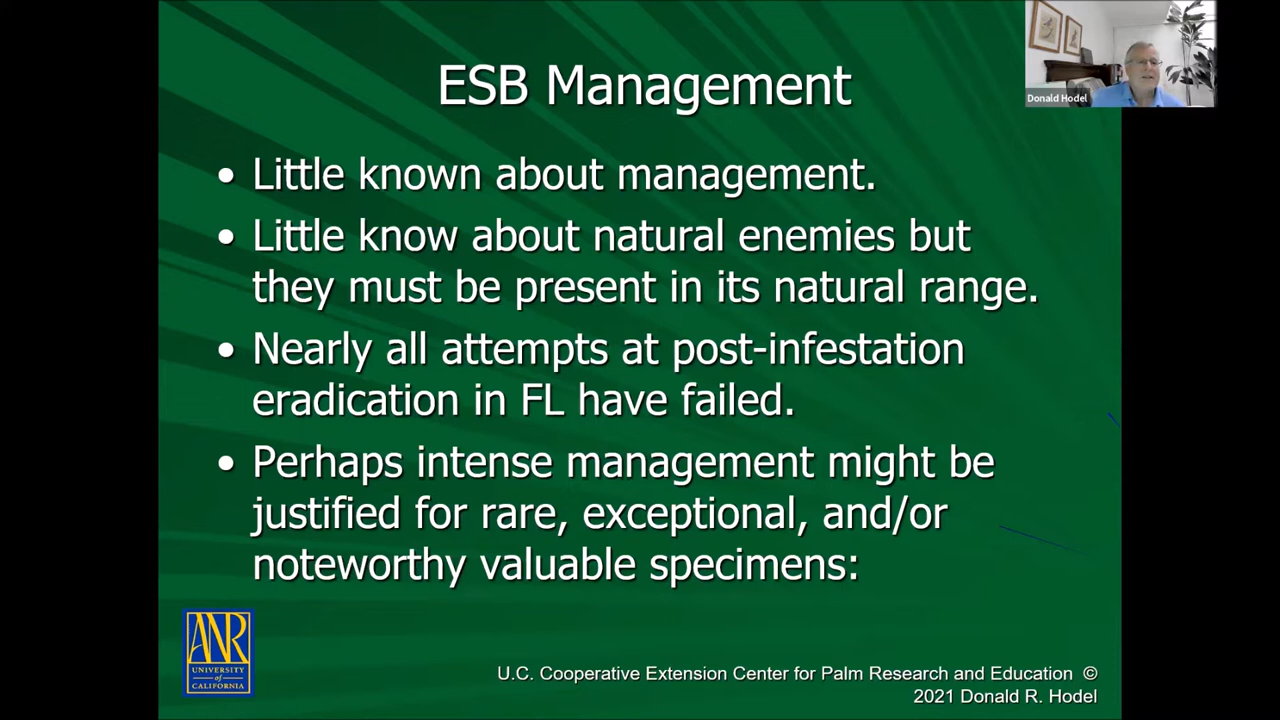 ESB Management
Donald Hodel
• Little known about management.
• Little know about natural enemies but
they must be present in its natural range.
• Nearly all attempts at post-infestation
eradication in FL have failed.
• Perhaps intense management might be
justified for rare, exceptional, and/or
noteworthy valuable specimens:
ANR
UNIVERSITY
of
CALIFORNIA
U.C. Cooperative Extension Center for Palm Research and Education ©
2021 Donald R. Hodel